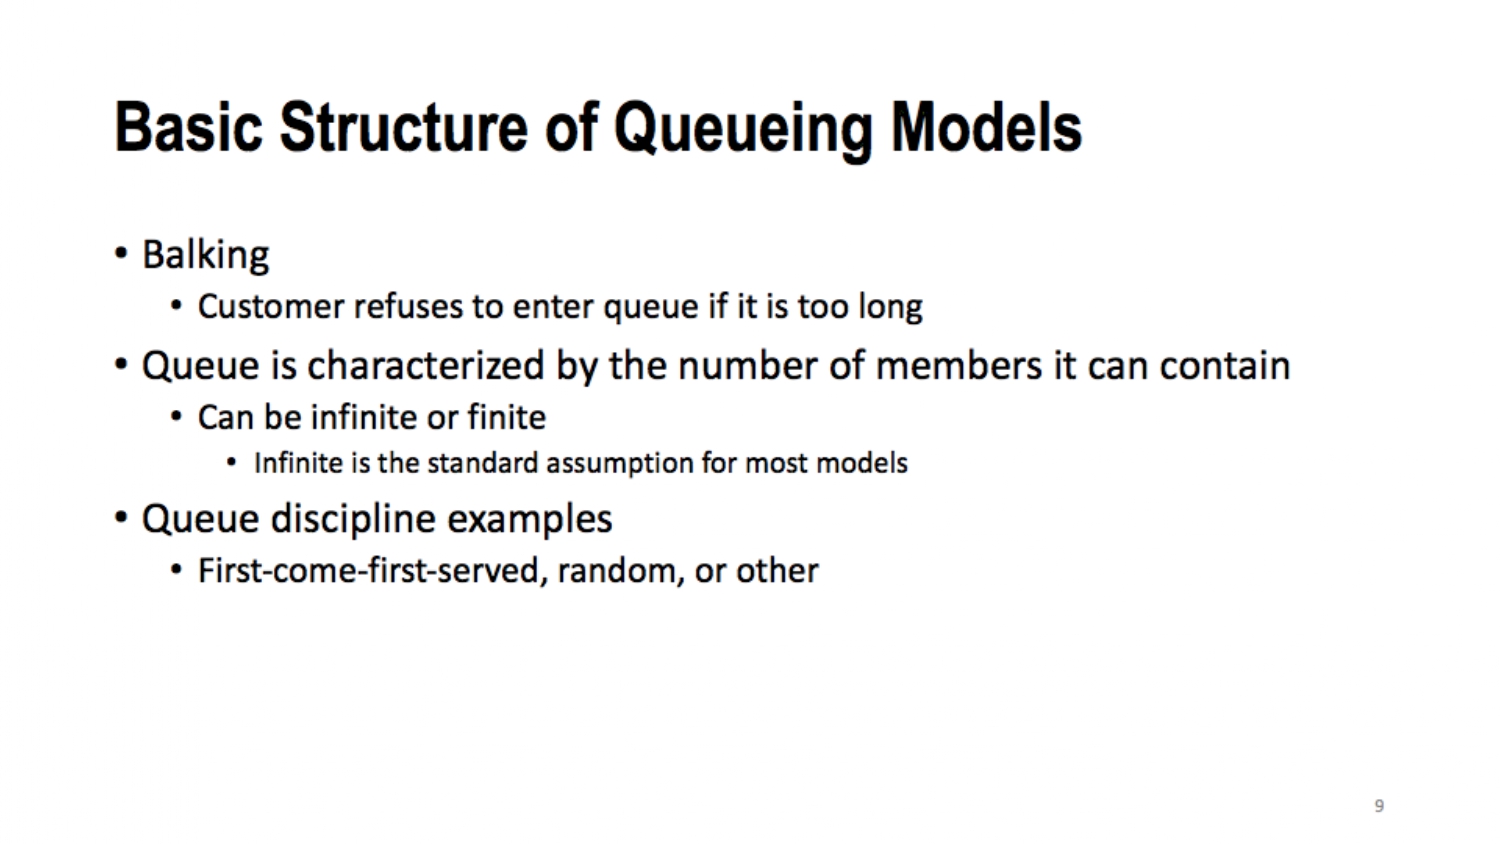 Basic Structure of Queueing Models
• Balking
• Customer refuses to enter queue if it is too long
• Queue is characterized by the number of members it can contain
• Can be infinite or finite
• Infinite is the standard assumption for most models
• Queue discipline examples
• First-come-first-served, random, or other
9